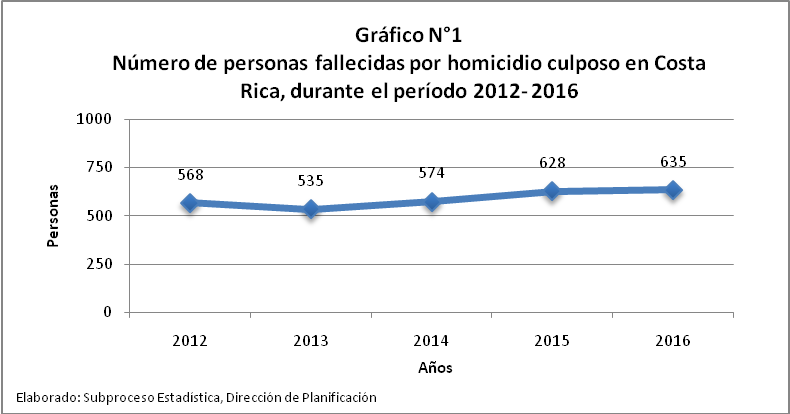 Gráfico N°1
Número de personas fallecidas por homicidio culposo en Costa
Rica, durante el período 2012- 2016
1000
750
500
250
0
Personas
568
535
574
628
635
2012
2013
2014
2015
2016
Años
Elaborado: Subproceso Estadística, Dirección de Planificación